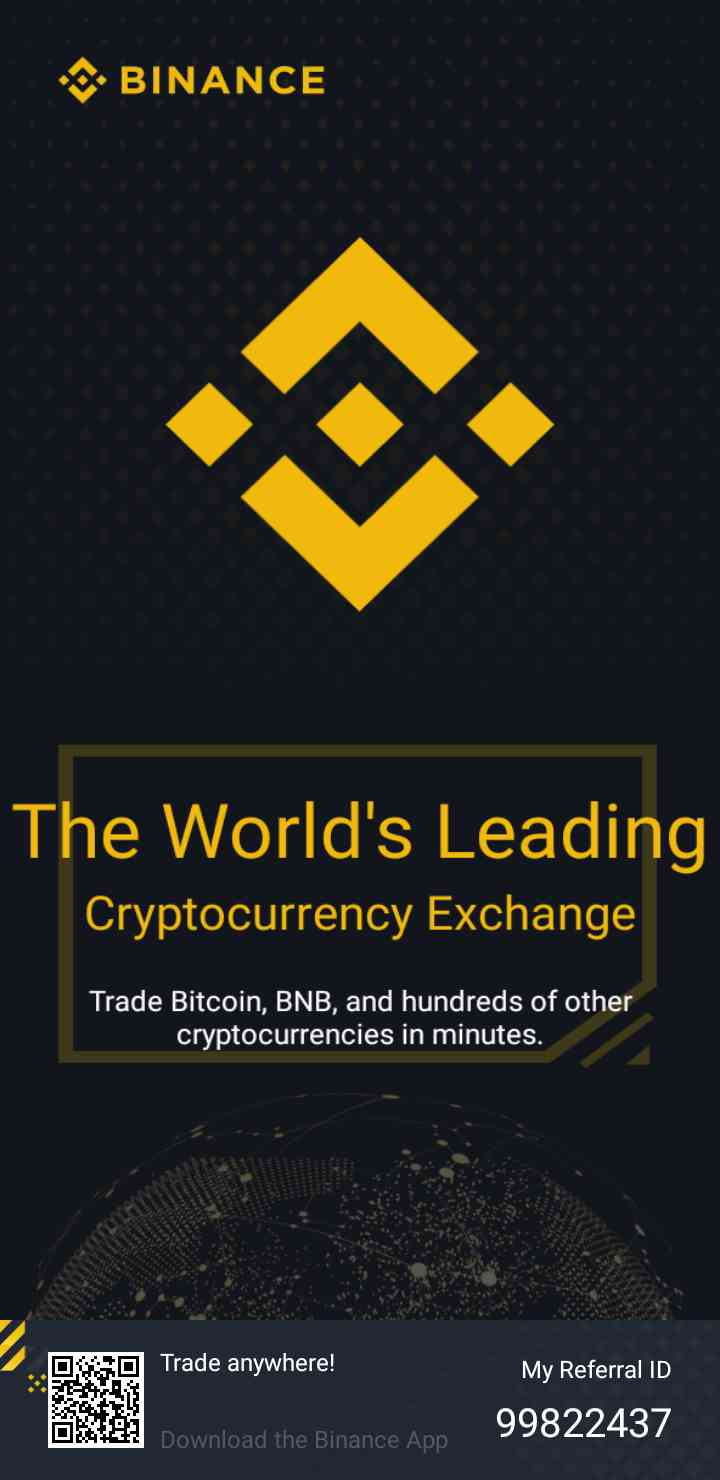 BINANCE
The World's Leading
Cryptocurrency Exchange
Trade Bitcoin, BNB, and hundreds of other
cryptocurrencies in minutes.
Trade anywhere!
Download the Binance App
My Referral ID
99822437